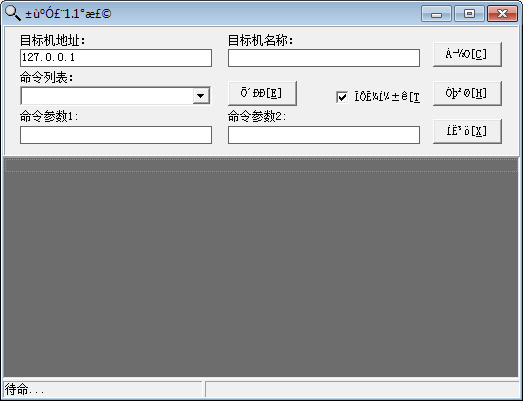 ±ùºÓ£¨1.1°æ£©
目标机地址:
目标机名称:
127.0.0.1
Á¬½Ó[C]
命令列表:
Ö´ÐÐ[E]
ÏÔÊ¾Í¼±ê[T
Òþ²Ø[H]
命令参数1:
命令参数2:
ÍË³ö[X]
待命...